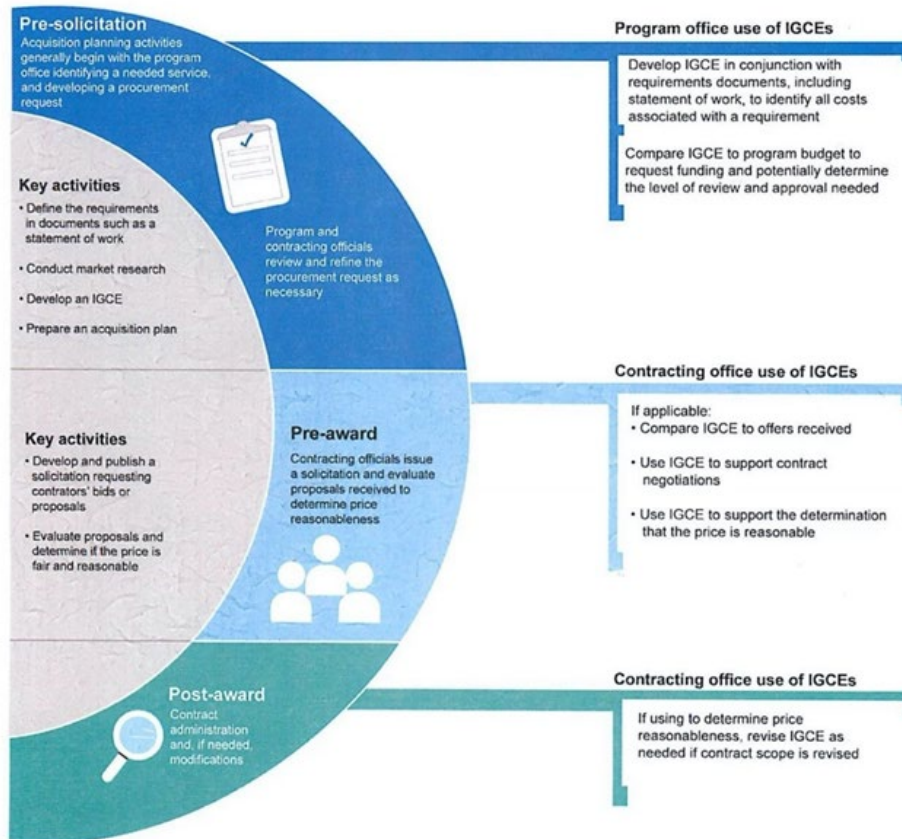 Pre-solicitation
Acquisition planning activities
generally begin with the program
office identifying a needed service,
and developing a procurement
request
Key activities
• Define the requirements
in documents such as a
statement of work
• Conduct market research
• Develop an IGCE
• Prepare an acquisition plan
Program and
contracting officials
review and refine the
procurement request as
necessary
Program office use of IGCEs
Develop IGCE in conjunction with
requirements documents, including
statement of work, to identify all costs
associated with a requirement
Compare IGCE to program budget to
request funding and potentially determine
the level of review and approval needed
Key activities
• Develop and publish a
solicitation requesting
contrators' bids or
proposals
• Evaluate proposals and
determine if the price is
fair and reasonable
Pre-award
Contracting officials issue
a solicitation and evaluate
proposals received to
determine price
reasonableness
Contracting office use of IGCEs
If applicable:
• Compare IGCE to offers received
• Use IGCE to support contract
negotiations
• Use IGCE to support the determination
that the price is reasonable
Post-award
Contract
administration
and, if needed,
modifications
Contracting office use of IGCEs
If using to determine price
reasonableness, revise IGCE as
needed if contract scope is revised